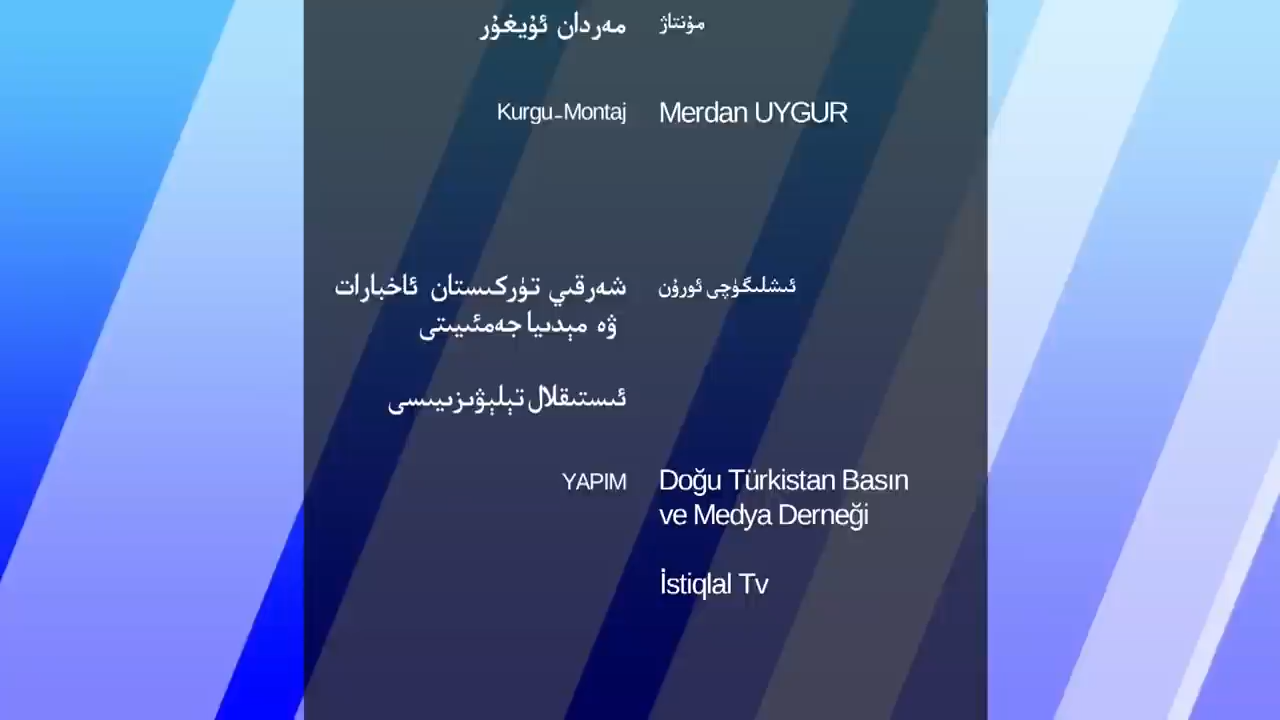 مۇنتاژ مەردان ئۇيغۇر
Kurgu-Montaj Merdan UYGUR
ئىشلىگۈچى ئورۇن شەرقىي تۈركىستان ئاخبارات
ۋە مېدىيا جەمئىيىتى
ئىستىقلال تېلېۋىزىيىسى
YAPIM Doğu Türkistan Basın
ve Medya Derneği
İstiqlal Tv